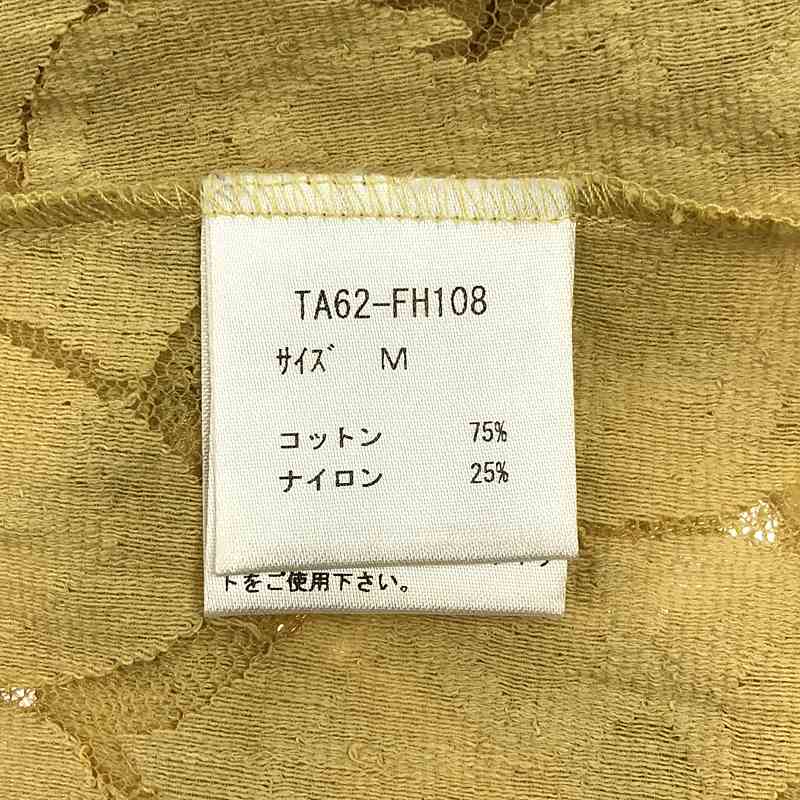 TA62-FH108
サイズ M
コットン 75%
ナイロン 25%
トをご使用下さい。